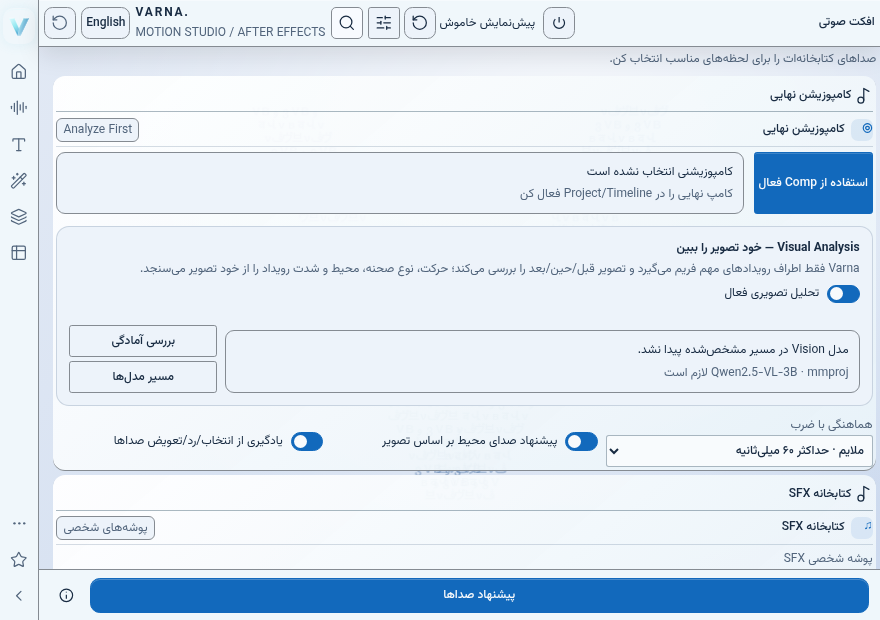 English
VARNA.
MOTION STUDIO / AFTER EFFECTS
پیش‌نمایش خاموش
افکت صوتی
صداهای کتابخانه‌ات را برای لحظه‌های مناسب انتخاب کن.
کامپوزیشن نهایی
کامپوزیشن نهایی
Analyze First
استفاده از Comp فعال
کامپوزیشنی انتخاب نشده است
کامپ نهایی را در Project/Timeline فعال کن
Visual Analysis — خود تصویر را ببین
Varna فقط اطراف رویدادهای مهم فریم می‌گیرد و تصویر قبل/حین/بعد را بررسی می‌کند؛ حرکت، نوع صحنه، محیط و شدت رویداد را از خود تصویر می‌سنجد.
تحلیل تصویری فعال
مدل Vision در مسیر مشخص‌شده پیدا نشد.
Qwen2.5-VL-3B · mmproj لازم است
بررسی آمادگی
مسیر مدل‌ها
هماهنگی با ضرب
ملایم · حداکثر ۶۰ میلی‌ثانیه
پیشنهاد صدای محیط بر اساس تصویر
یادگیری از انتخاب/رد/تعویض صداها
کتابخانه SFX
کتابخانه SFX
پوشه‌های شخصی
پوشه شخصی SFX
پیشنهاد صداها